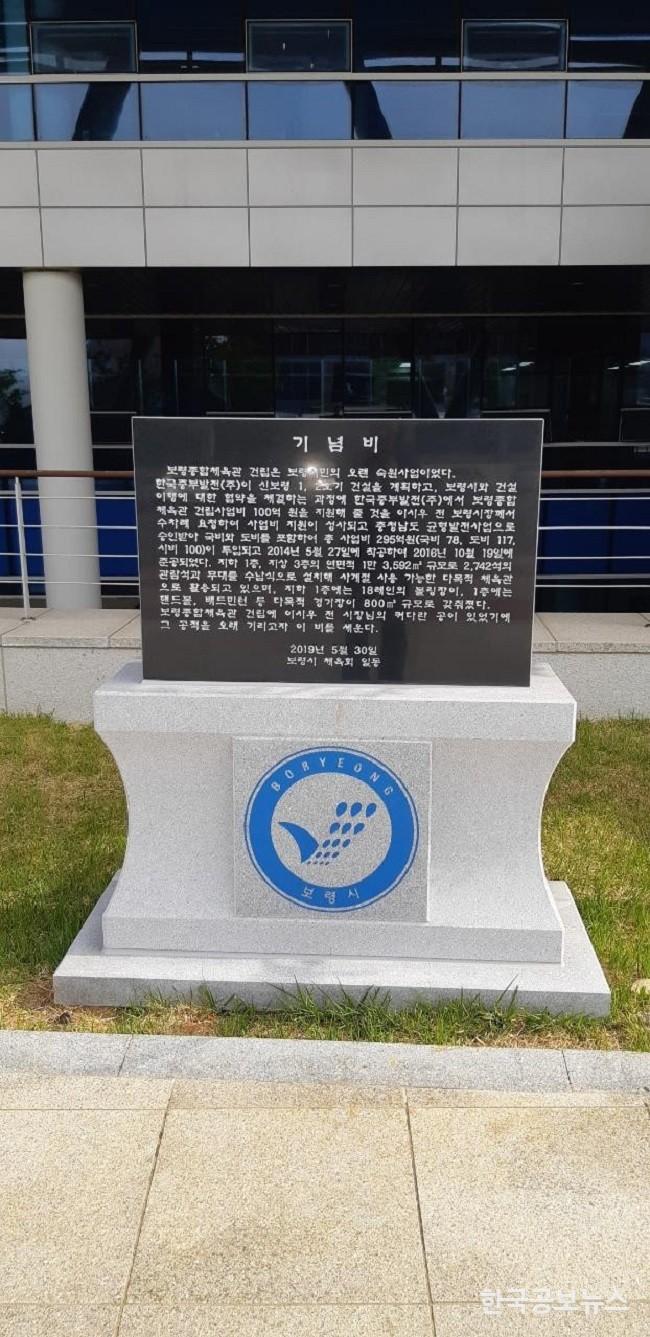 기념비
보령종합체육관 건립은 보령시민의 오랜 숙원사업이었다.
한국중부발전(주)이 신보령 1, 2호기 건설을 계획하고, 보령시와 건설
이행에 대한 협약을 체결하는 과정에 한국중부발전(주)에서 보령종합
체육관 건립사업비 100억 원을 지원해 줄 것을 이시우 전 보령시장께서
수차례 요청하여 사업비 지원이 성사되고 충청남도 균형발전사업으로
승인받아 국비와 도비를 포함하여 총 사업비 295억원(국비 78, 도비 117,
시비 100)이 투입되고 2014년 5월 27일에 착공하여 2016년 10월 19일에
준공되었다. 지하 1층, 지상 3층의 연면적 1만 3,592㎡ 규모로 2,742석의
관람석과 무대를 수납식으로 설치해 사계절 사용 가능한 다목적 체육관
으로 활용되고 있으며, 지하 1층에는 18레인의 볼링장이, 1층에는
핸드볼, 배드민턴 등 다목적 경기장이 800㎡ 규모로 갖춰졌다.
보령종합체육관 건립에 이시우 전 시장님의 커다란 공이 있었기에
그 공적을 오래 기리고자 이 비를 세운다.
2019년 5월 30일
보령시 체육회 일동
BORYEONG
보령시
한국공보뉴스